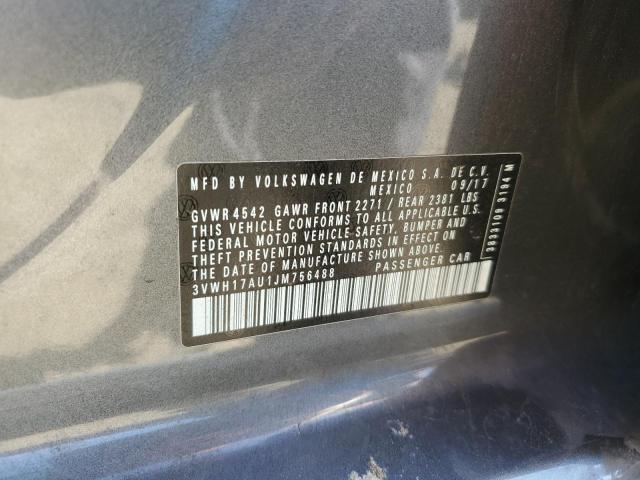 MFD BY VOLKSWAGEN DE MEXICO S.A. DE C.V.
MEXICO 09/17
GVWR 4542 GAWR FRONT 2271 / REAR 2381 LBS
THIS VEHICLE CONFORMS TO ALL APPLICABLE U.S.
FEDERAL MOTOR VEHICLE SAFETY, BUMPER AND
THEFT PREVENTION STANDARDS IN EFFECT ON
THE DATE OF MANUFACTURE SHOWN ABOVE.
3VWH17AU1JM756488 PASSENGER CAR
3833109 3134 M